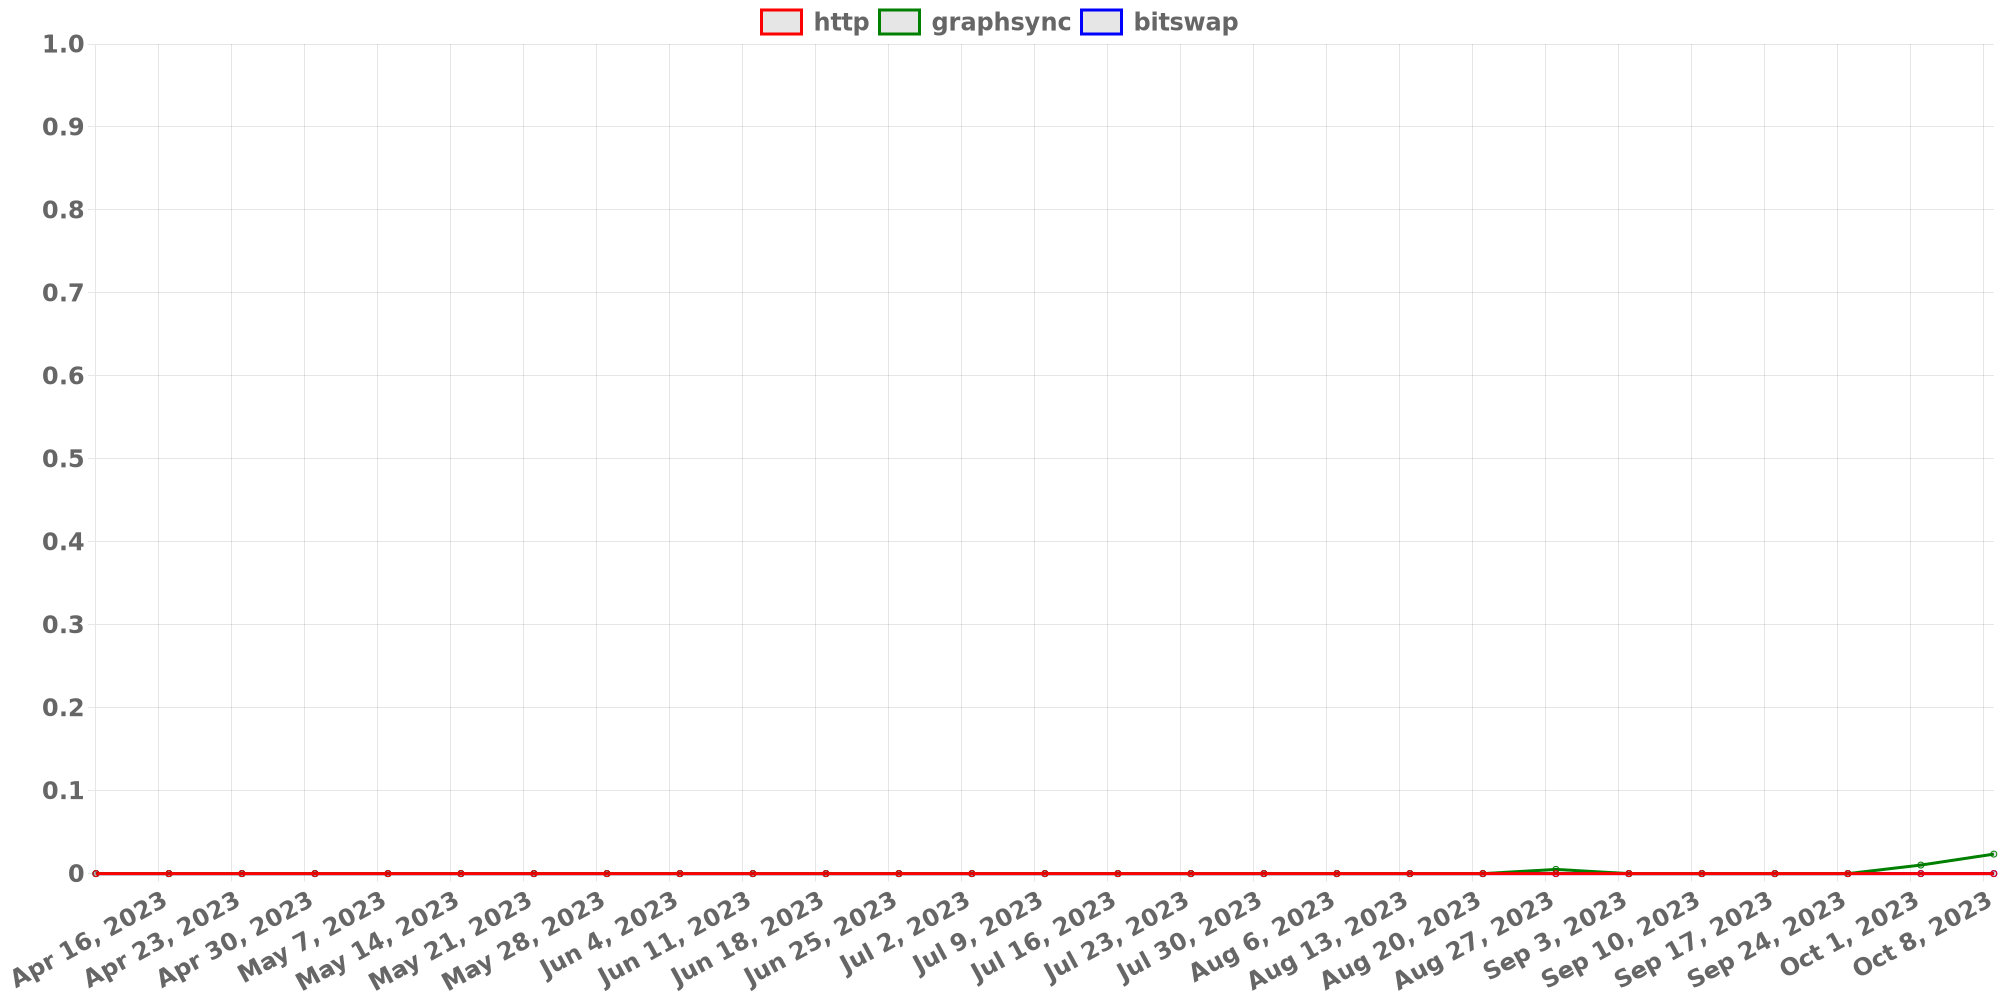 http graphsync bitswap
1.0
0.9
0.8
0.7
0.6
0.5
0.4
0.3
0.2
0.1
0
Apr 16, 2023
Apr 23, 2023
Apr 30, 2023
May 7, 2023
May 14, 2023
May 21, 2023
May 28, 2023
Jun 4, 2023
Jun 11, 2023
Jun 18, 2023
Jun 25, 2023
Jul 2, 2023
Jul 9, 2023
Jul 16, 2023
Jul 23, 2023
Jul 30, 2023
Aug 6, 2023
Aug 13, 2023
Aug 20, 2023
Aug 27, 2023
Sep 3, 2023
Sep 10, 2023
Sep 17, 2023
Sep 24, 2023
Oct 1, 2023
Oct 8, 2023